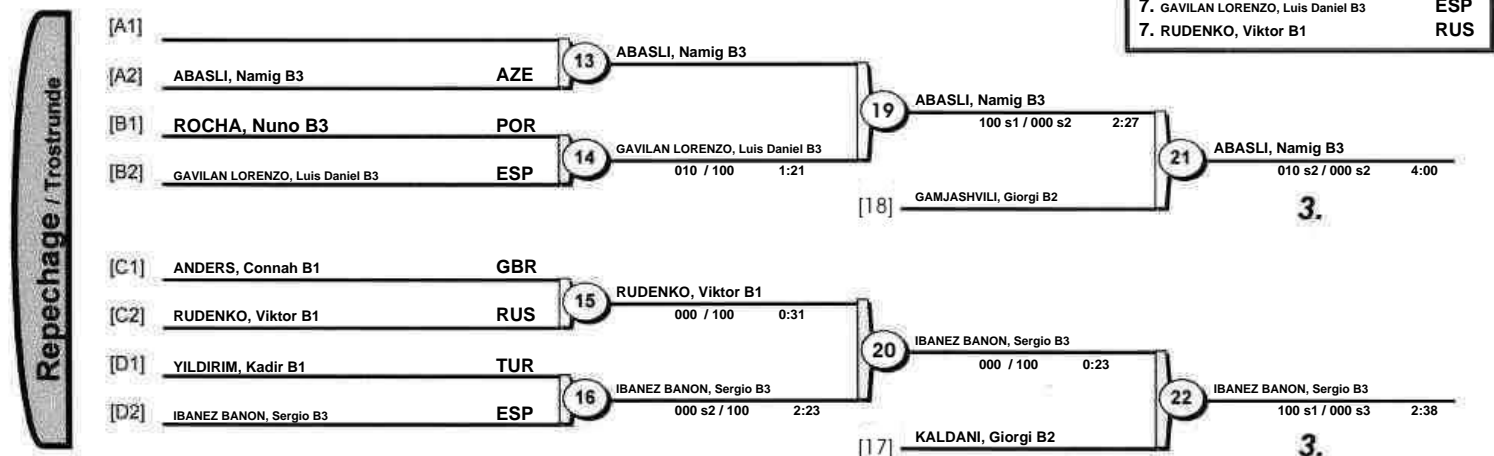 7. GAVILAN LORENZO, Luis Daniel B3 ESP
7. RUDENKO, Viktor B1 RUS
Repechage / Trostrunde
[A1]
[A2] ABASLI, Namig B3 AZE
13 ABASLI, Namig B3
[B1] ROCHA, Nuno B3 POR
[B2] GAVILAN LORENZO, Luis Daniel B3 ESP
14 GAVILAN LORENZO, Luis Daniel B3
010 / 100 1:21
19 ABASLI, Namig B3
100 s1 / 000 s2 2:27
[18] GAMJASHVILI, Giorgi B2
21 ABASLI, Namig B3
010 s2 / 000 s2 4:00
3.
[C1] ANDERS, Connah B1 GBR
[C2] RUDENKO, Viktor B1 RUS
15 RUDENKO, Viktor B1
000 / 100 0:31
[D1] YILDIRIM, Kadir B1 TUR
[D2] IBANEZ BANON, Sergio B3 ESP
16 IBANEZ BANON, Sergio B3
000 s2 / 100 2:23
20 IBANEZ BANON, Sergio B3
000 / 100 0:23
[17] KALDANI, Giorgi B2
22 IBANEZ BANON, Sergio B3
100 s1 / 000 s3 2:38
3.